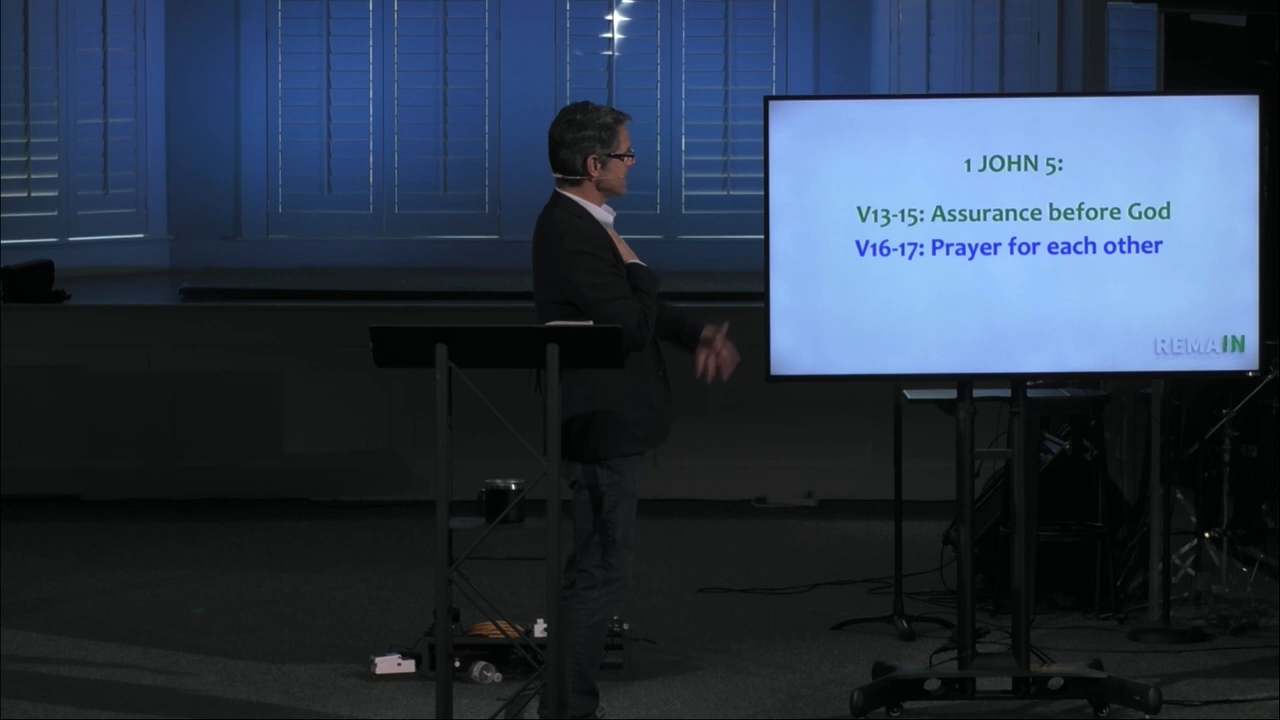 1 JOHN 5:
V13-15: Assurance before God
V16-17: Prayer for each other
REMAIN